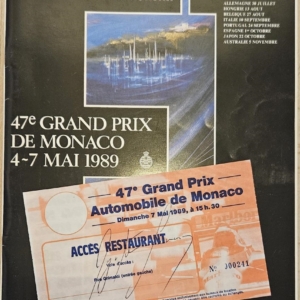 ALLEMAGNE 30 JUILLET
HONGRIE 13 AOUT
BELGIQUE 27 AOUT
ITALIE 10 SEPTEMBRE
PORTUGAL 24 SEPTEMBRE
ESPAGNE 1er OCTOBRE
JAPON 22 OCTOBRE
AUSTRALIE 5 NOVEMBRE
47e GRAND PRIX
DE MONACO
4-7 MAI 1989
47e Grand Prix
Automobile de Monaco
Dimanche 7 Mai 1989, à 15 h. 30
ACCÈS RESTAURANT